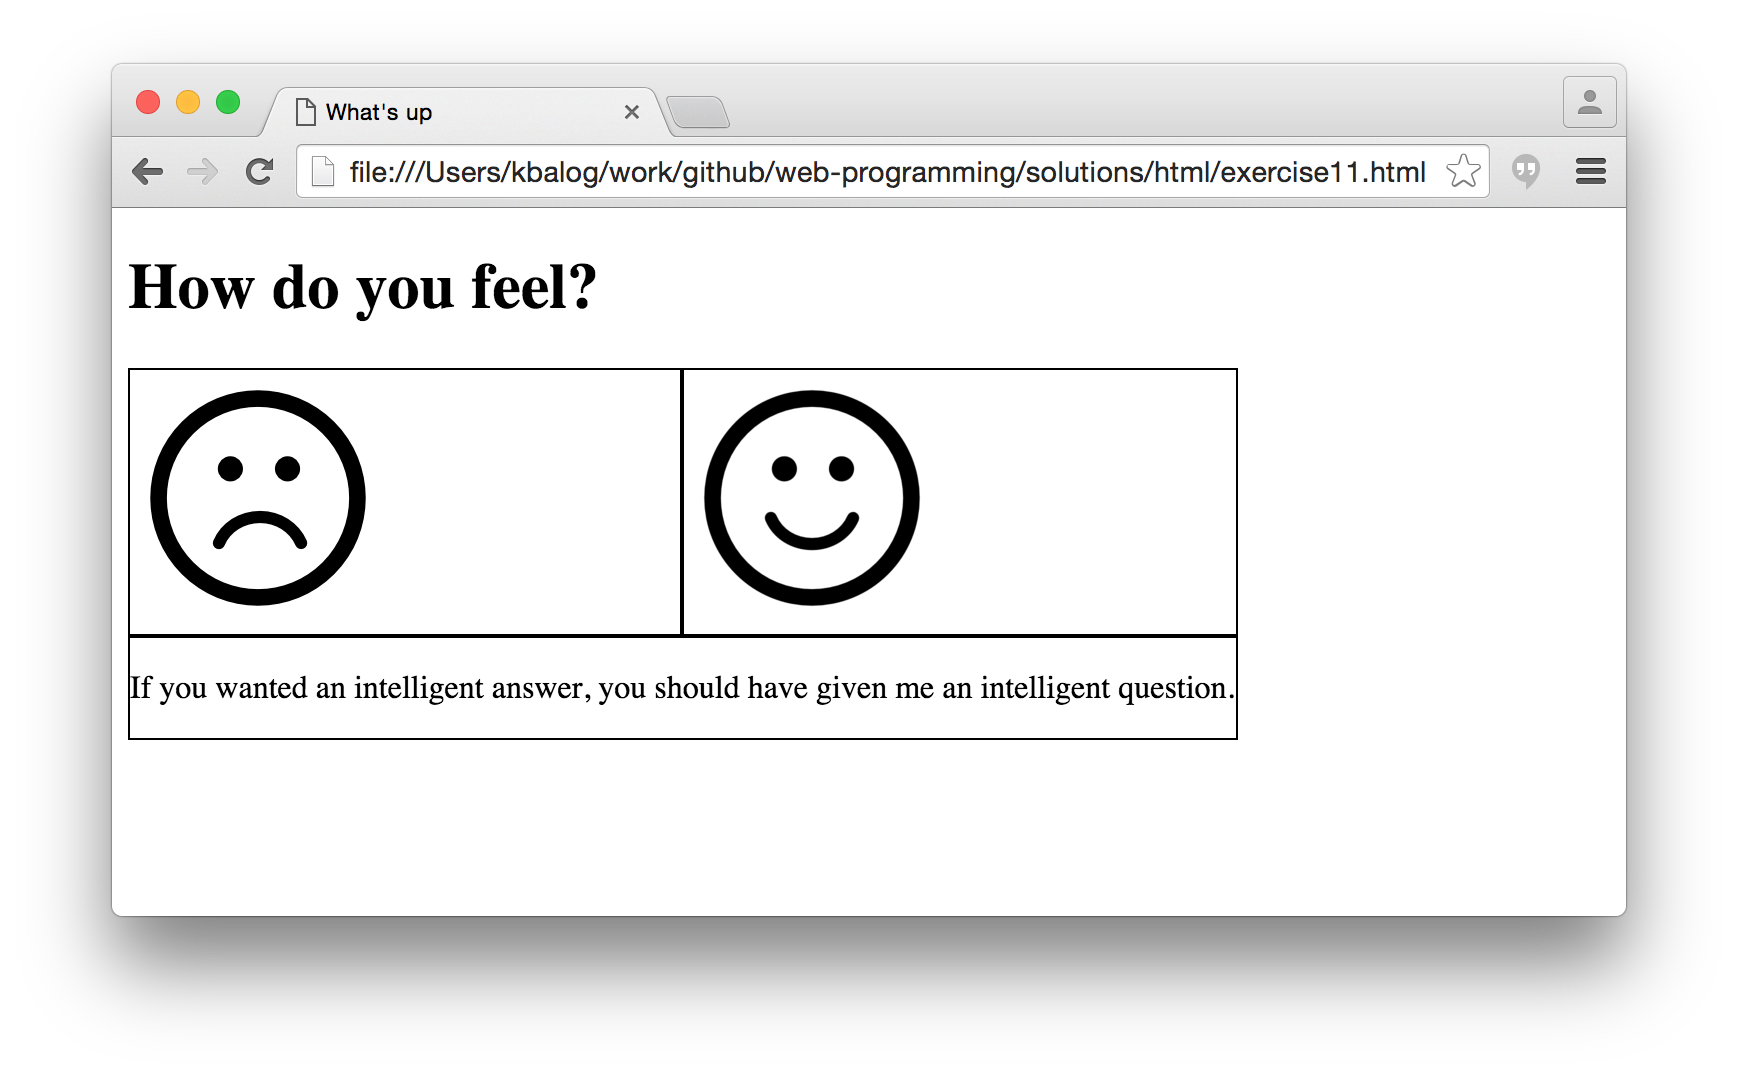 What's up
file:///Users/kbalog/work/github/web-programming/solutions/html/exercise11.html
How do you feel?
If you wanted an intelligent answer, you should have given me an intelligent question.